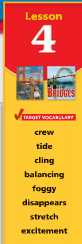 Lesson
4
BRIDGES
TARGET VOCABULARY
crew
tide
cling
balancing
foggy
disappears
stretch
excitement